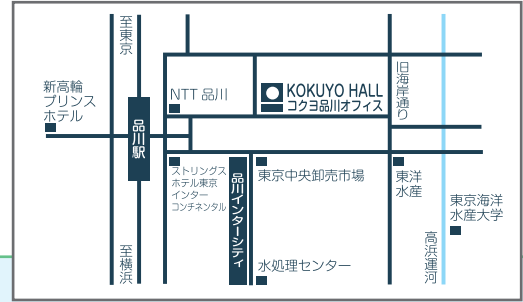 至東京
新高輪
プリンス
ホテル
NTT 品川
KOKUYO HALL
コクヨ品川オフィス
旧海岸通り
品川駅
ストリングス
ホテル東京
インター
コンチネンタル
品川インターシティ
東京中央卸売市場
東洋
水産
東京海洋
水産大学
至横浜
水処理センター
高浜運河